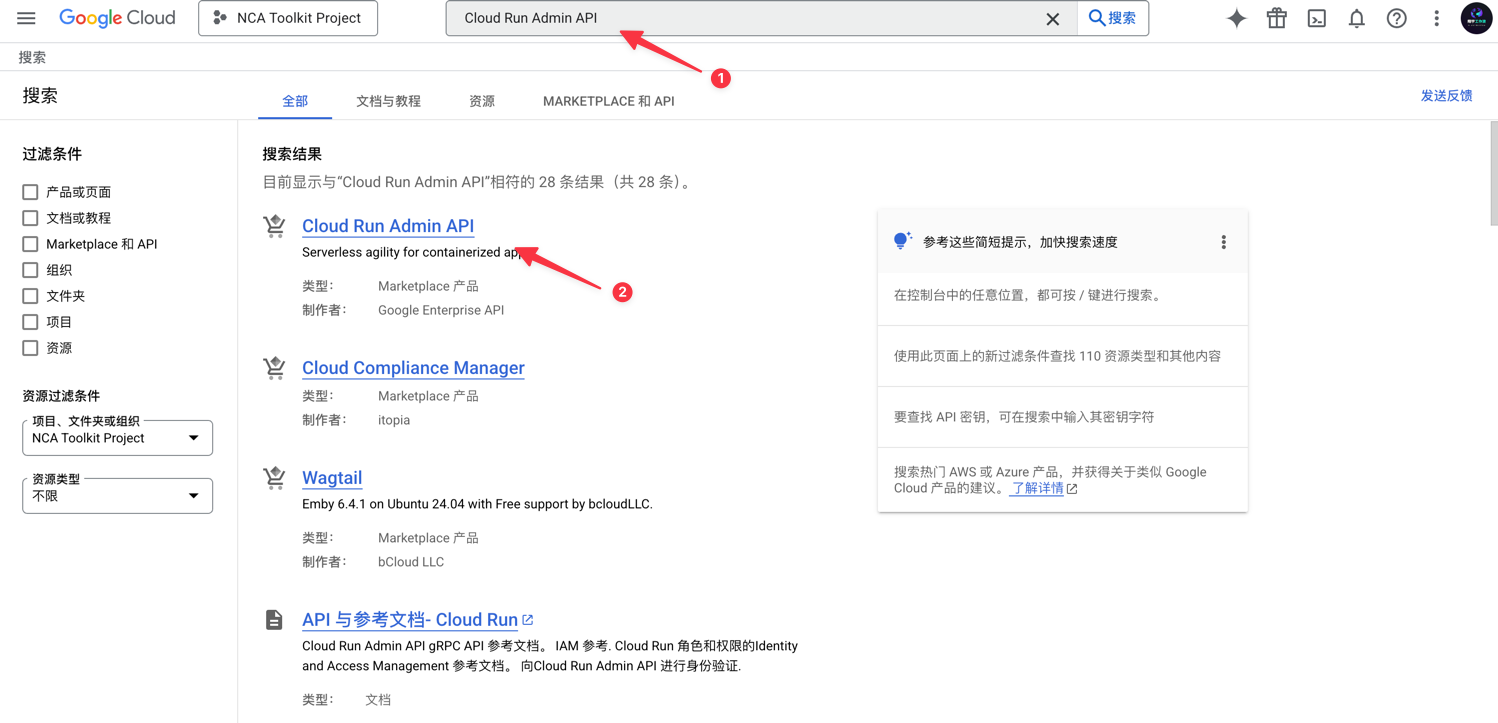 Google Cloud
NCA Toolkit Project
Cloud Run Admin API
搜索
1
搜索
搜索
全部
文档与教程
资源
MARKETPLACE 和 API
发送反馈
过滤条件
产品或页面
文档或教程
Marketplace 和 API
组织
文件夹
项目
资源
资源过滤条件
项目、文件夹或组织
NCA Toolkit Project
资源类型
不限
搜索结果
目前显示与“Cloud Run Admin API”相符的 28 条结果（共 28 条）。
Cloud Run Admin API
Serverless agility for containerized
2
类型： Marketplace 产品
制作者： Google Enterprise API
Cloud Compliance Manager
类型： Marketplace 产品
制作者： itopia
Wagtail
Emby 6.4.1 on Ubuntu 24.04 with Free support by bcloudLLC.
类型： Marketplace 产品
制作者： bCloud LLC
API 与参考文档- Cloud Run
Cloud Run Admin API gRPC API 参考文档。 IAM 参考. Cloud Run 角色和权限的Identity
and Access Management 参考文档。 向Cloud Run Admin API 进行身份验证.
类型： 文档
参考这些简短提示，加快搜索速度
在控制台中的任意位置，都可按 / 键进行搜索。
使用此页面上的新过滤条件查找 110 资源类型和其他内容
要查找 API 密钥，可在搜索中输入其密钥字符
搜索热门 AWS 或 Azure 产品，并获得关于类似 Google
Cloud 产品的建议。 了解详情